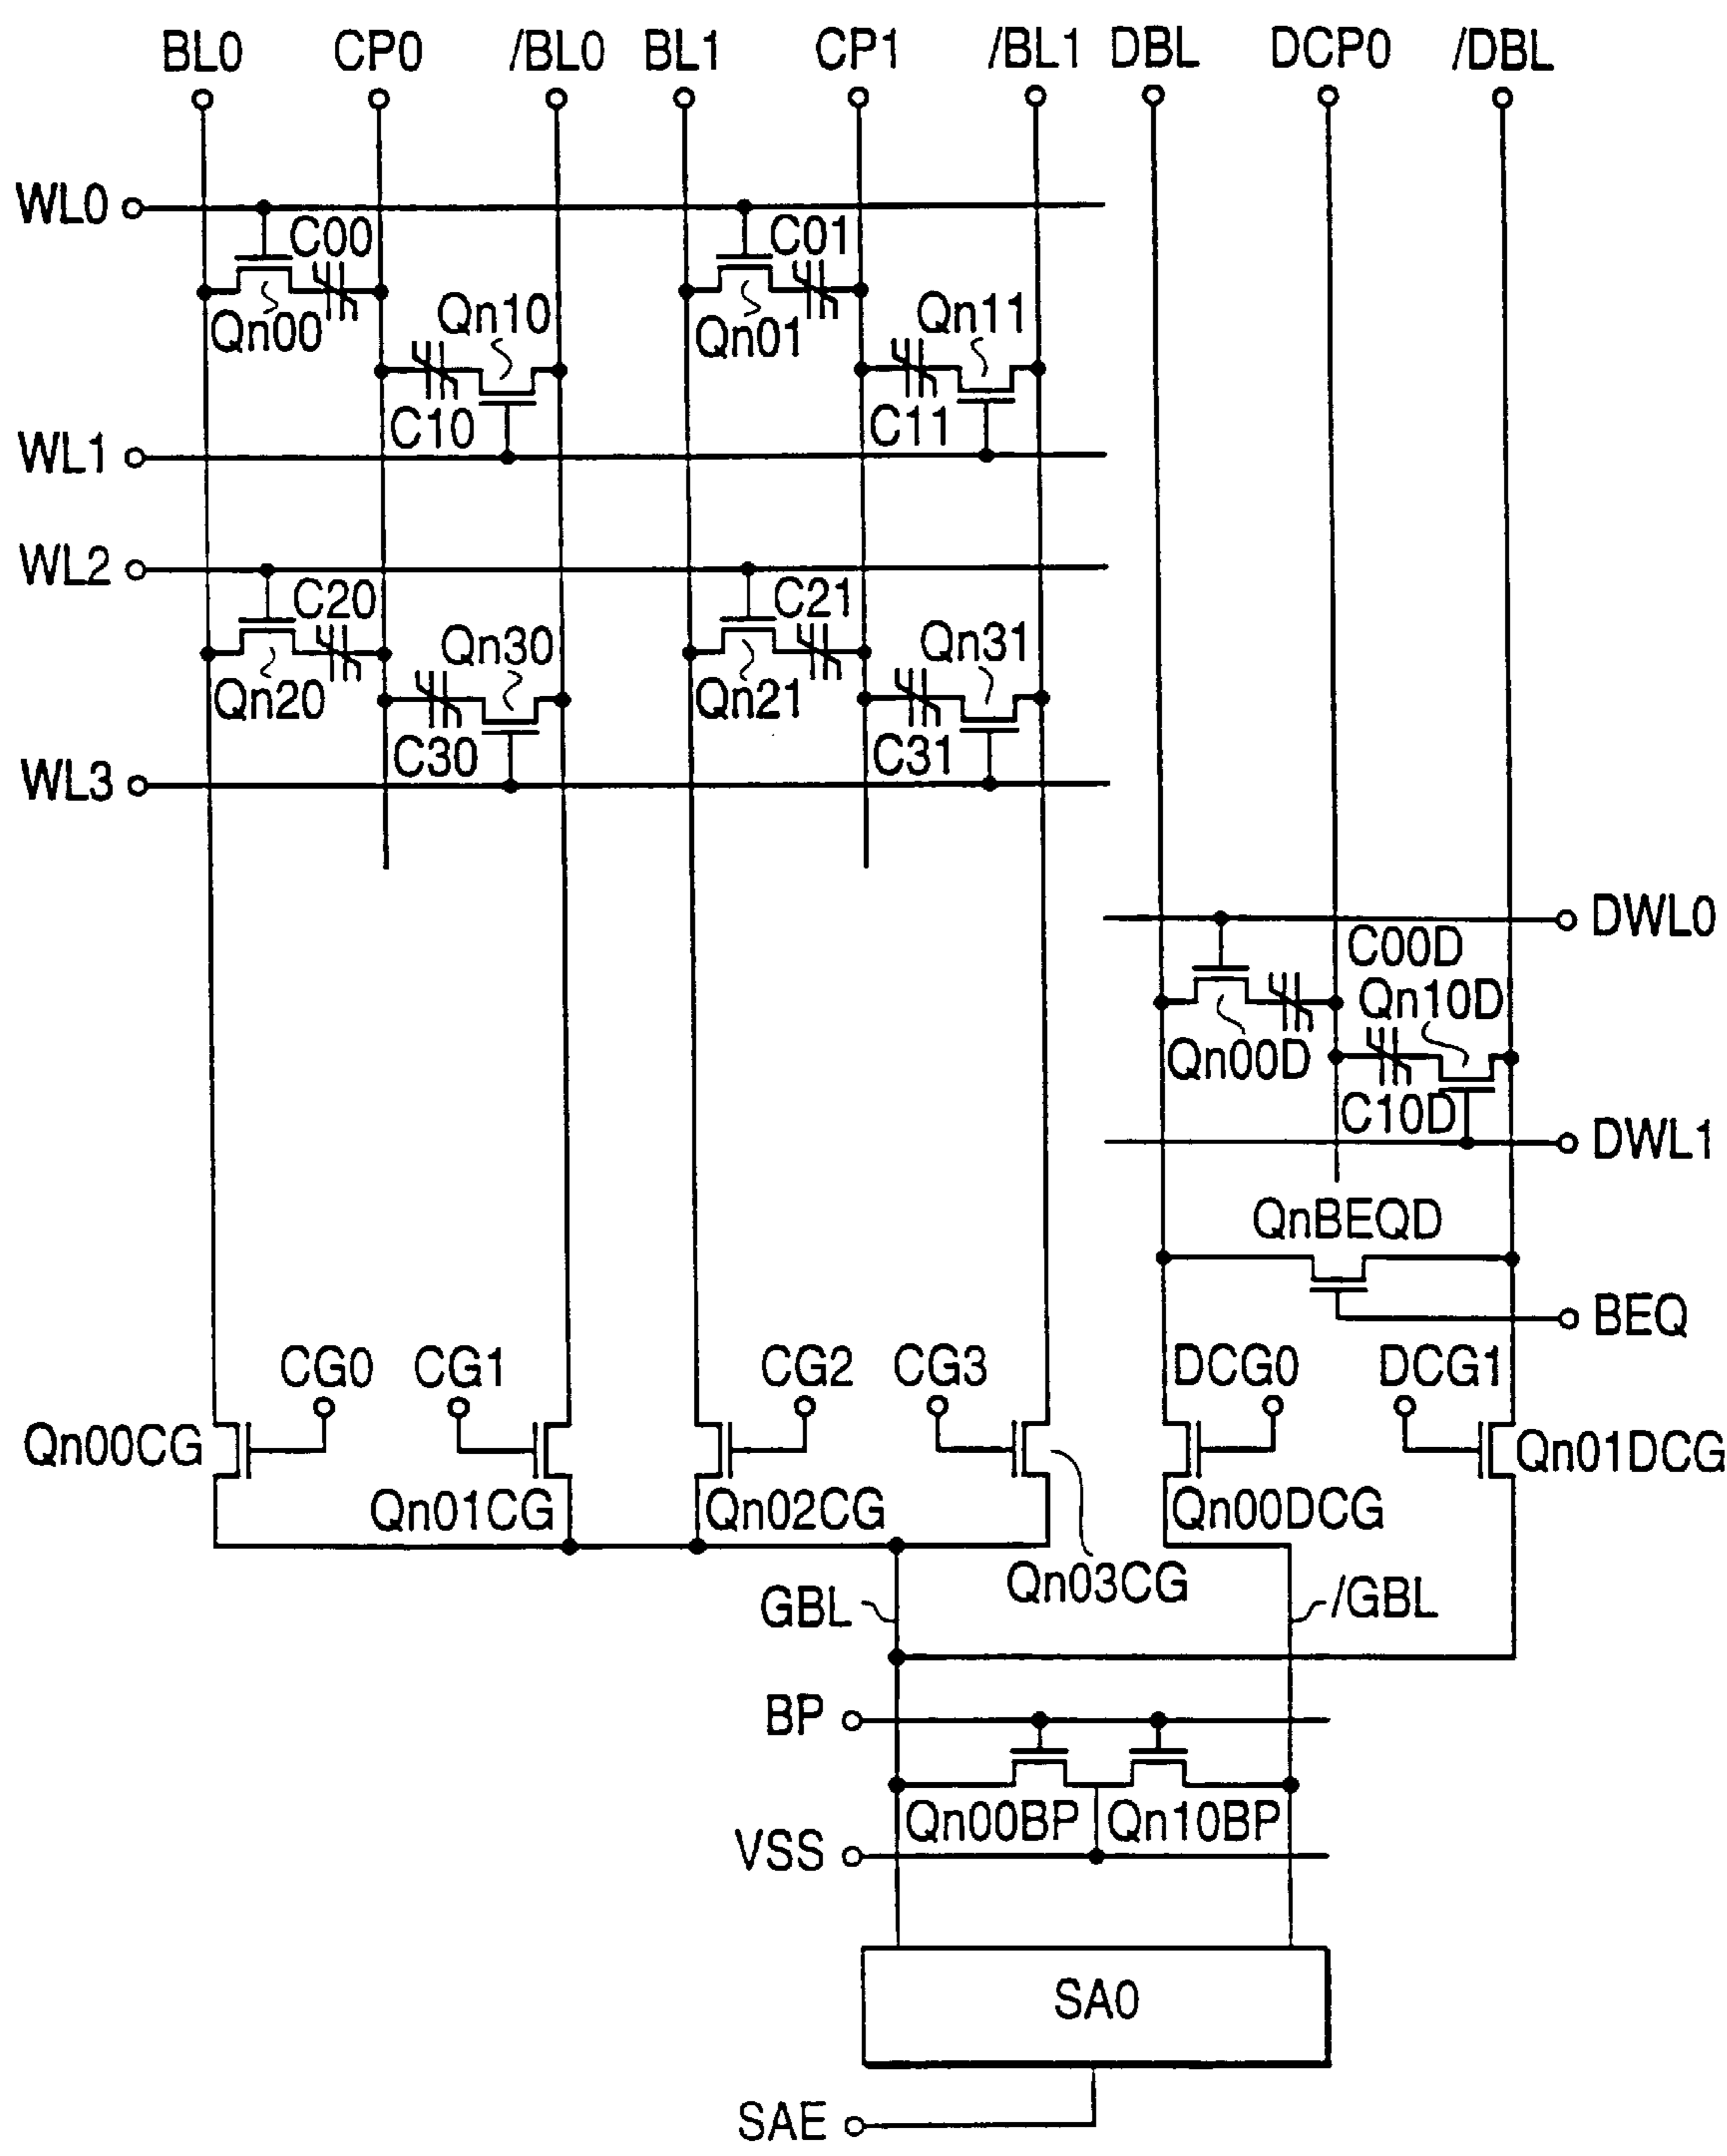 BL0 CP0 /BL0 BL1 CP1 /BL1 DBL DCP0 /DBL
WL0
C00 C01
Qn00 Qn10 Qn01 Qn11
C10 C11
WL1
WL2
C20 C21
Qn20 Qn30 Qn21 Qn31
C30 C31
WL3
DWL0
C00D
Qn10D
Qn00D
C10D
DWL1
QnBEQD
BEQ
CG0 CG1 CG2 CG3 DCG0 DCG1
Qn00CG Qn01DCG
Qn01CG Qn02CG Qn00DCG
Qn03CG
GBL /GBL
BP
Qn00BP Qn10BP
VSS
SA0
SAE